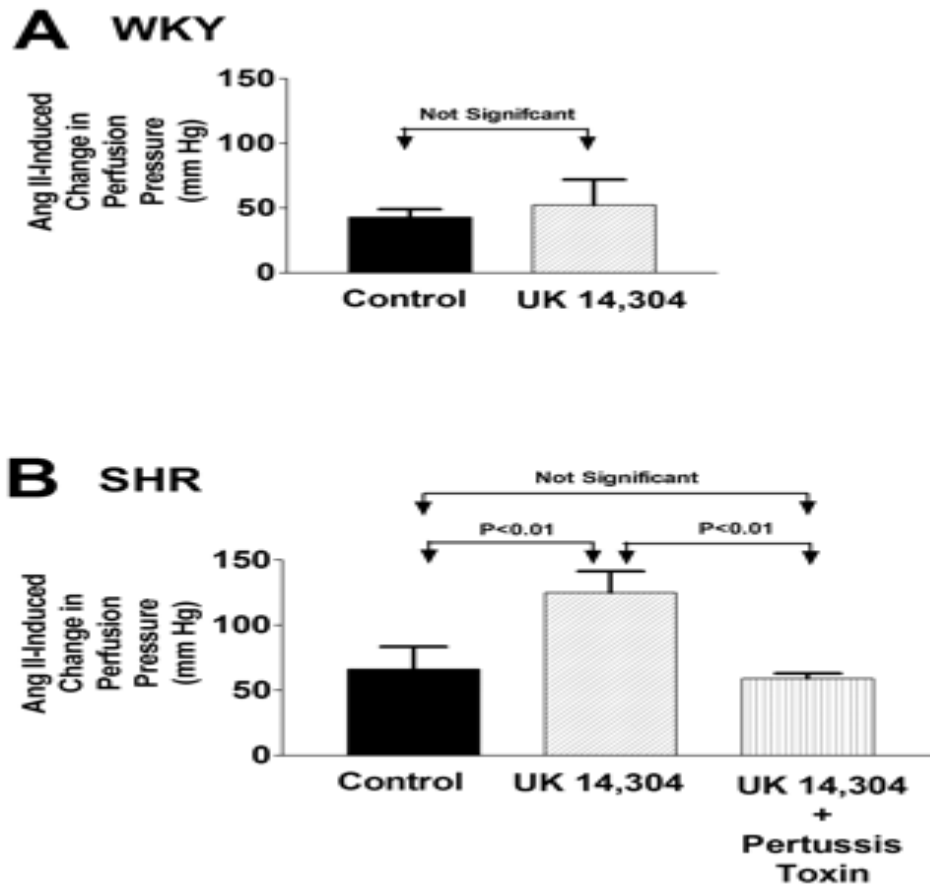 A WKY
Ang II-Induced
Change in
Perfusion
Pressure
(mm Hg)
150
100
50
0
Not Signifcant
Control
UK 14,304
B SHR
Ang II-Induced
Change in
Perfusion
Pressure
(mm Hg)
150
100
50
0
Not Significant
P<0.01
P<0.01
Control
UK 14,304
UK 14,304
+
Pertussis
Toxin